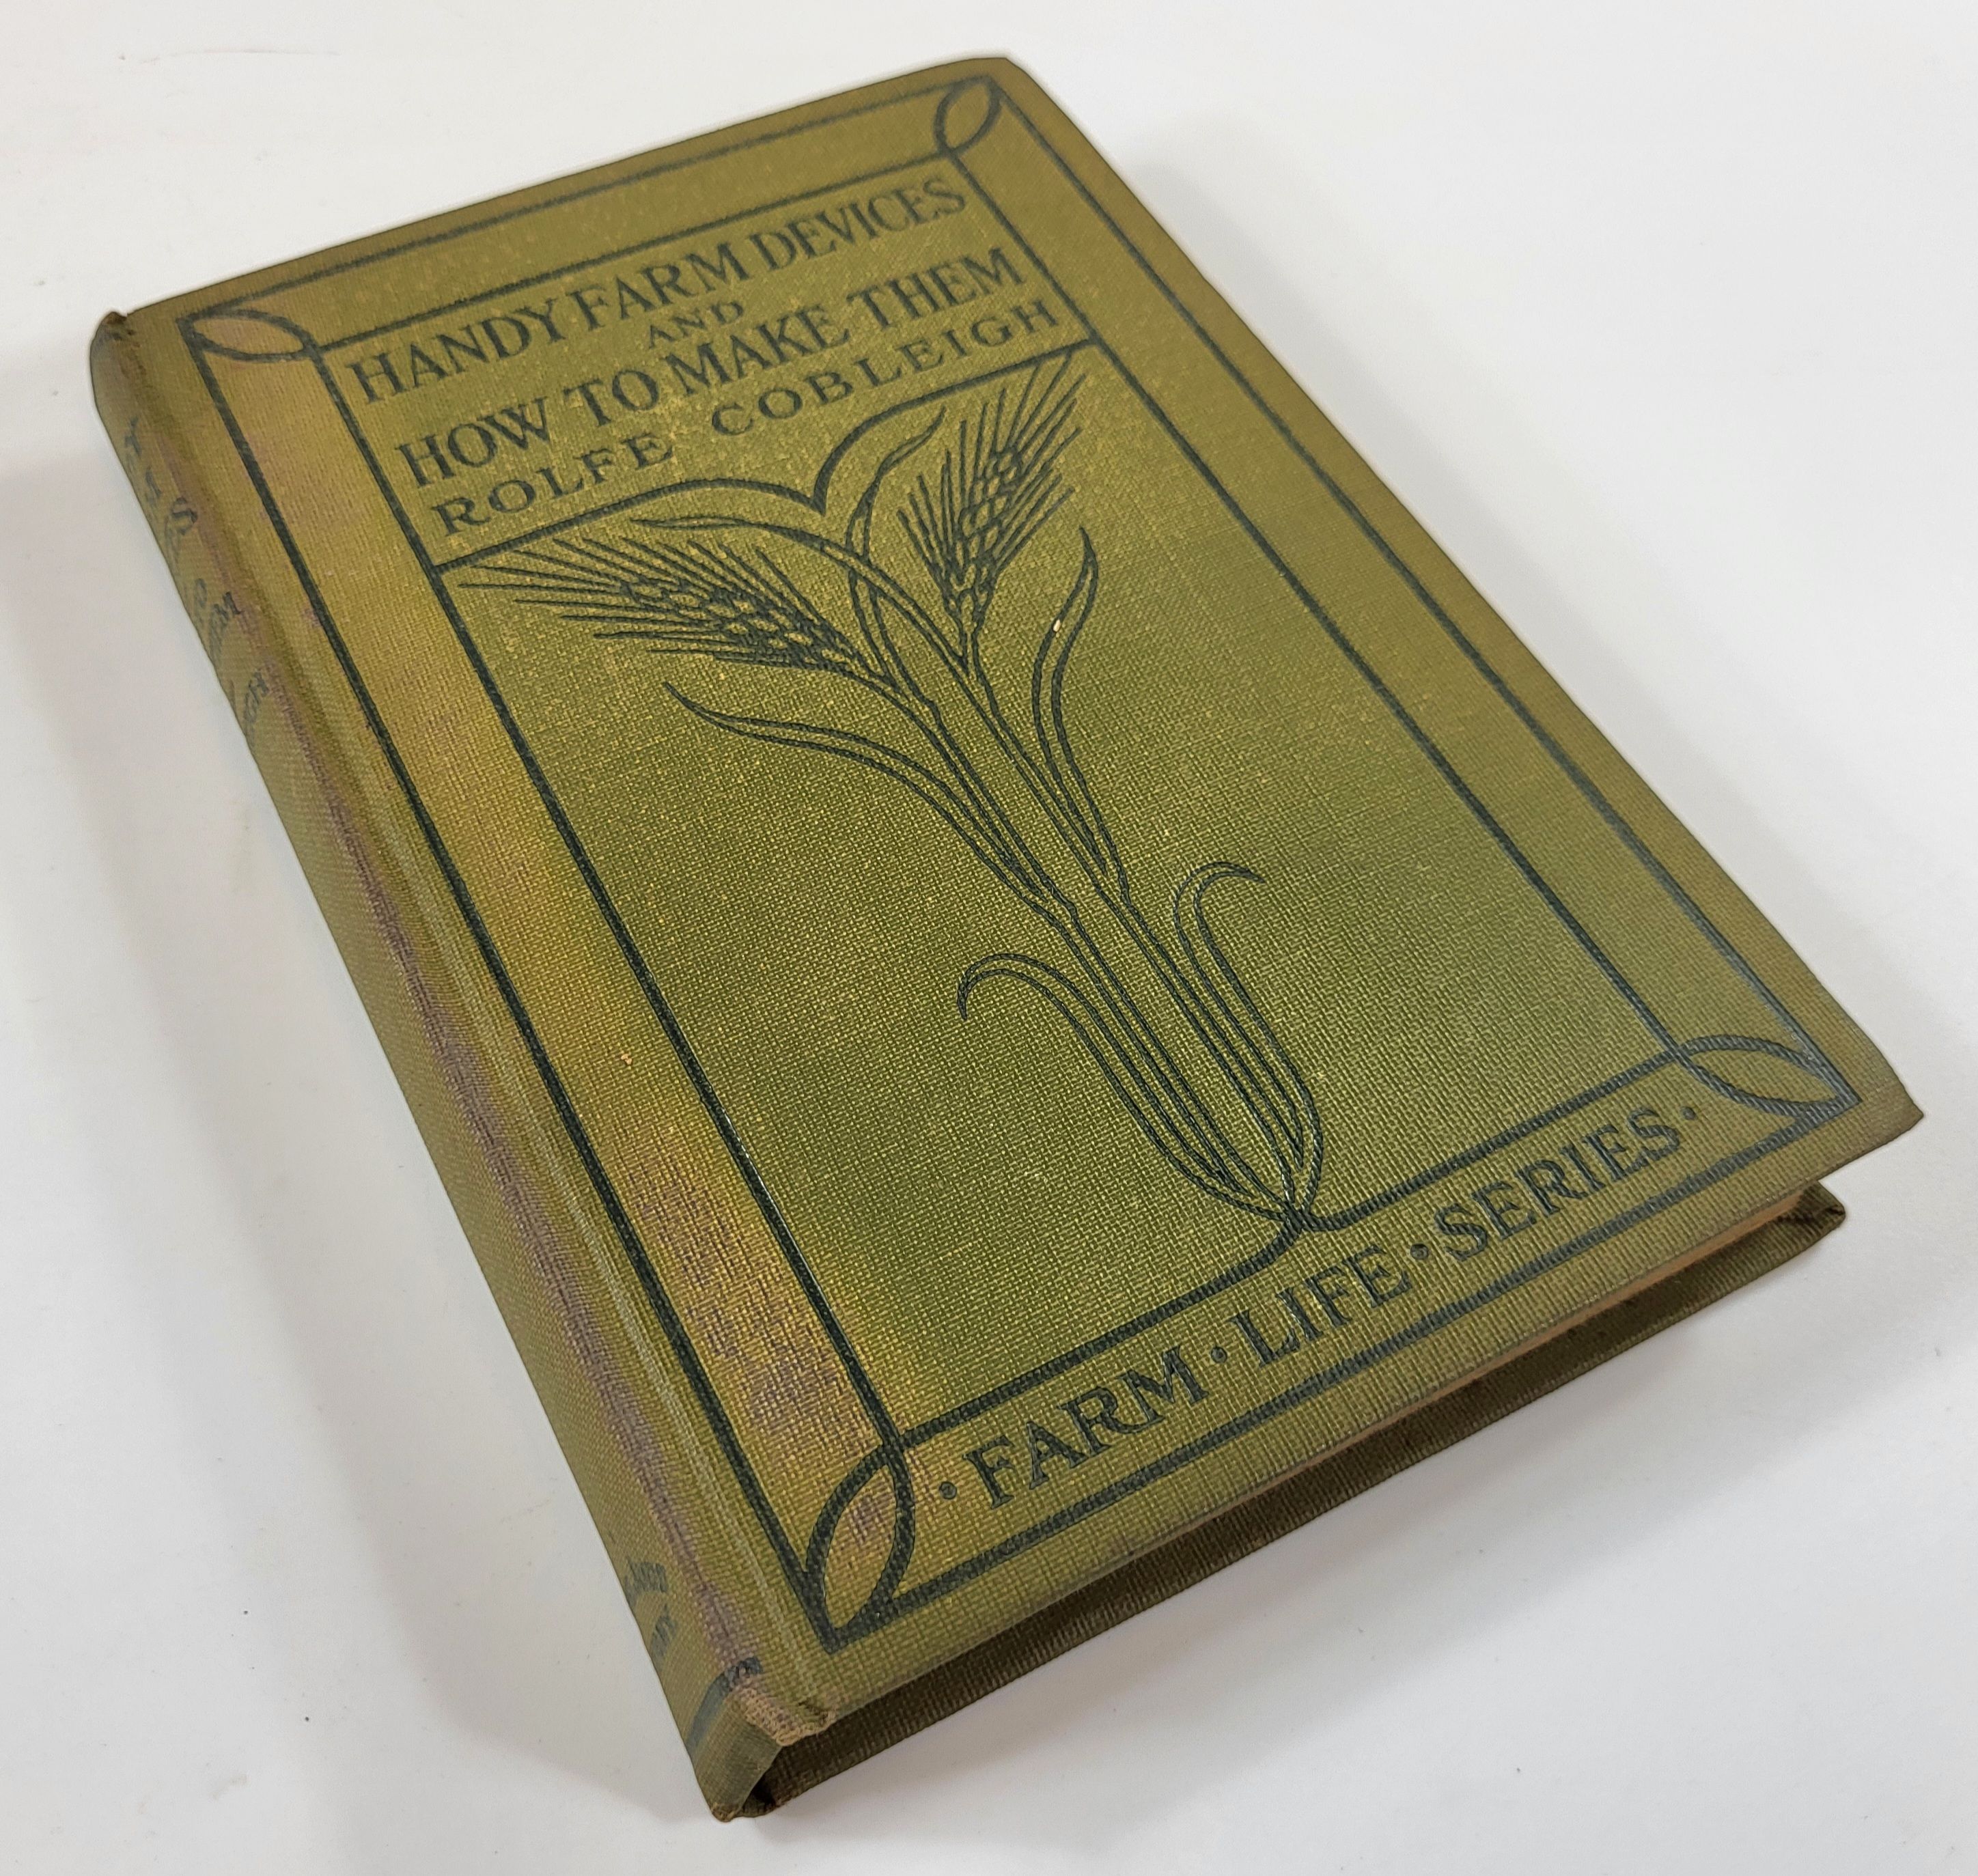 HANDY FARM DEVICES
AND
HOW TO MAKE THEM
ROLFE COBLEIGH
· FARM · LIFE · SERIES ·